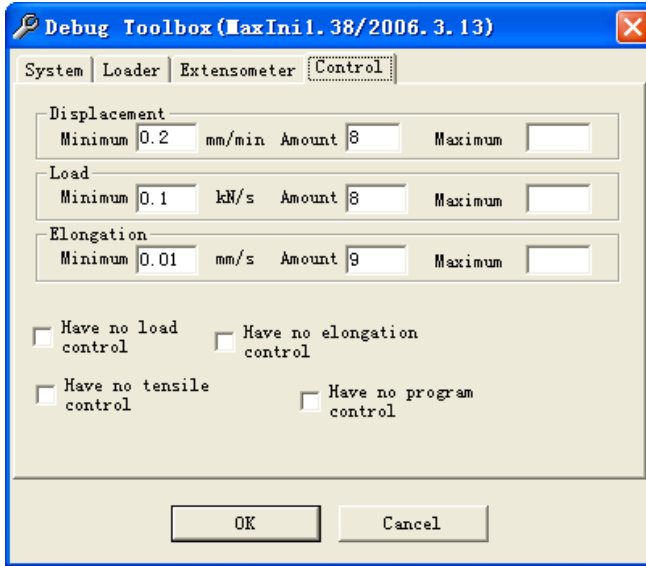 Debug Toolbox(MaxIni1.38/2006.3.13)
System Loader Extensometer Control
Displacement
Minimum 0.2 mm/min Amount 8 Maximum
Load
Minimum 0.1 kN/s Amount 8 Maximum
Elongation
Minimum 0.01 mm/s Amount 9 Maximum
Have no load
control
Have no elongation
control
Have no tensile
control
Have no program
control
OK Cancel